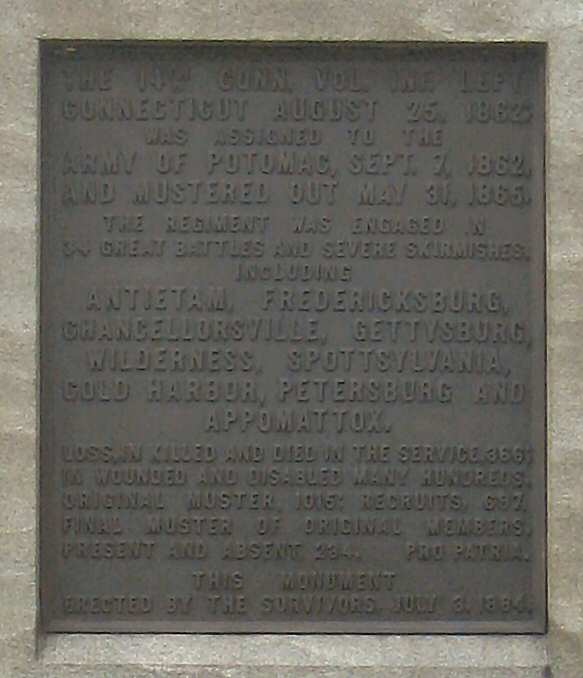 THE 14TH CONN. VOL. INF. LEFT
CONNECTICUT AUGUST 25, 1862;
WAS ASSIGNED TO THE
ARMY OF POTOMAC, SEPT. 7, 1862,
AND MUSTERED OUT MAY 31, 1865.
THE REGIMENT WAS ENGAGED IN
34 GREAT BATTLES AND SEVERE SKIRMISHES,
INCLUDING
ANTIETAM, FREDERICKSBURG,
CHANCELLORSVILLE, GETTYSBURG,
WILDERNESS, SPOTTSYLVANIA,
COLD HARBOR, PETERSBURG AND
APPOMATTOX.
LOSS, IN KILLED AND DIED IN THE SERVICE, 366;
IN WOUNDED AND DISABLED MANY HUNDREDS.
ORIGINAL MUSTER, 1015; RECRUITS, 697.
FINAL MUSTER OF ORIGINAL MEMBERS,
PRESENT AND ABSENT, 234. PRO PATRIA.
THIS MONUMENT
ERECTED BY THE SURVIVORS, JULY 3, 1884.